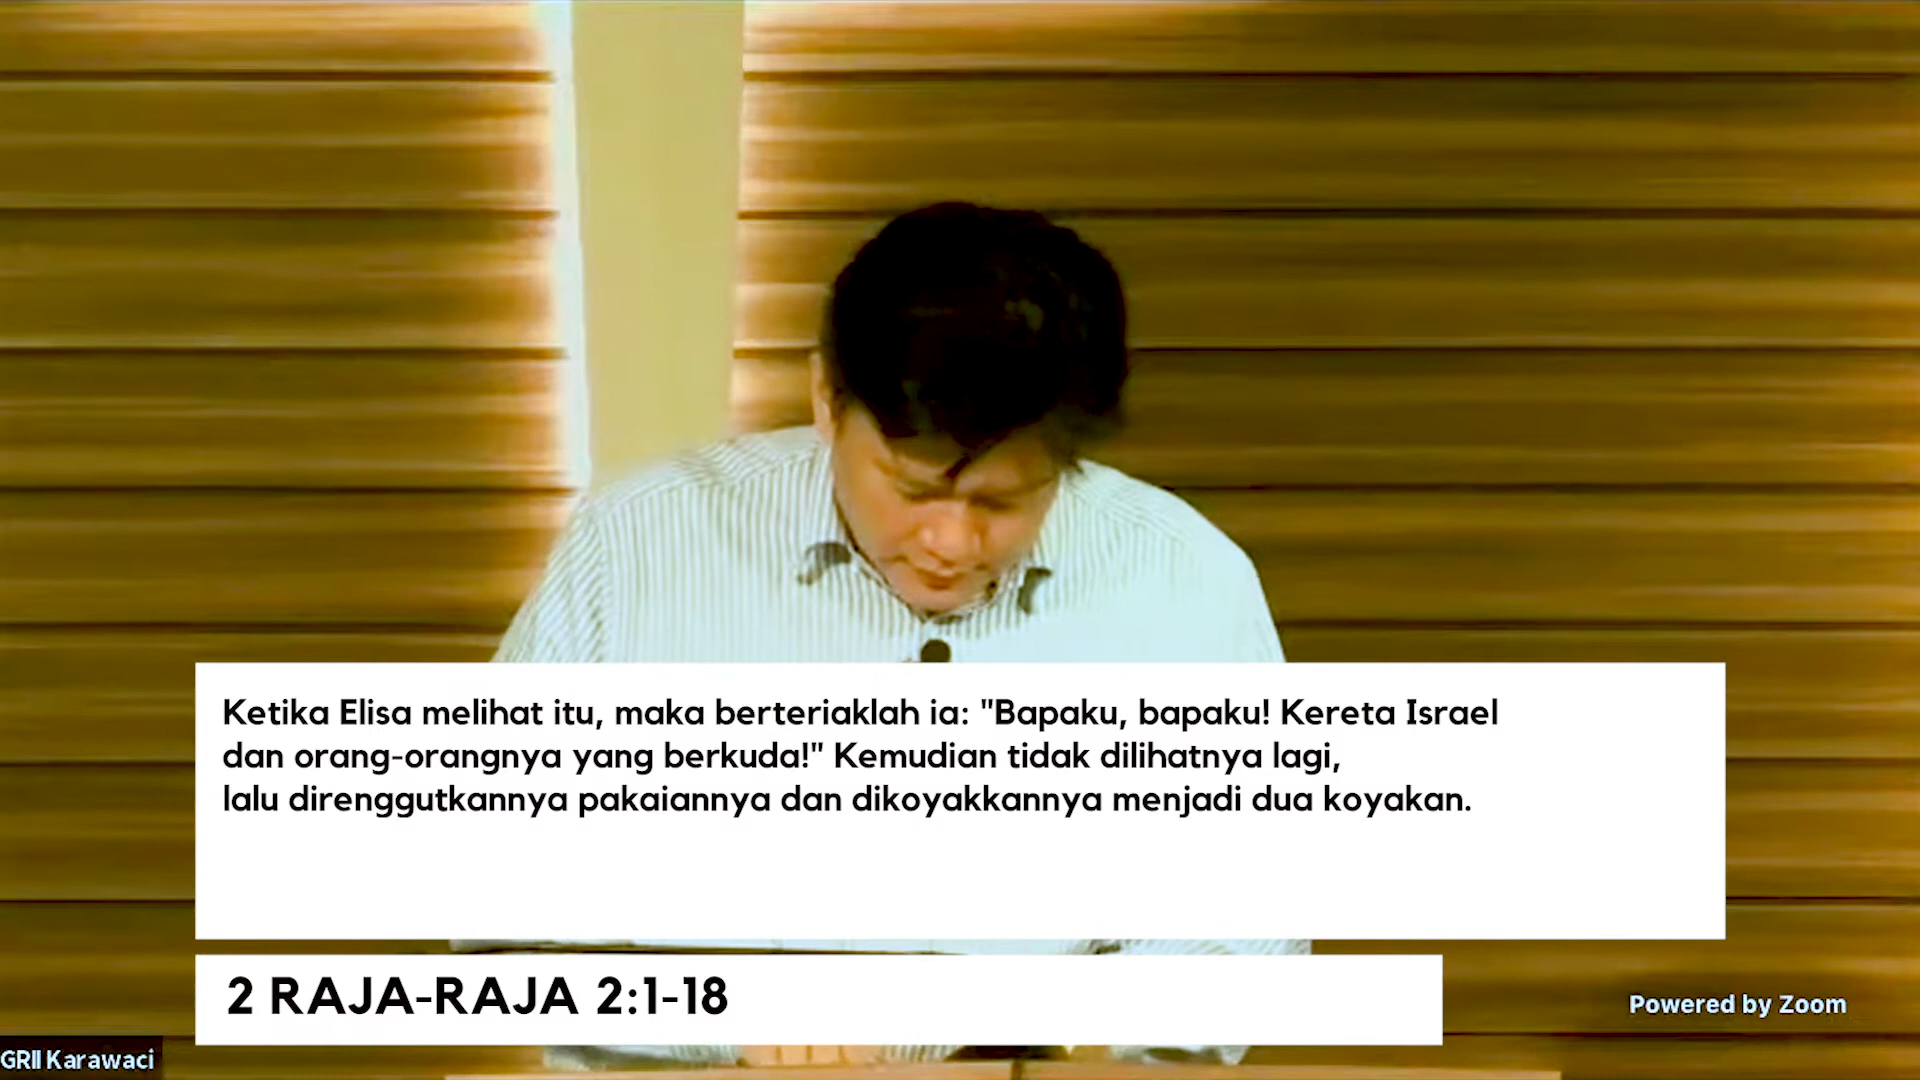 Ketika Elisa melihat itu, maka berteriaklah ia: "Bapaku, bapaku! Kereta Israel
dan orang-orangnya yang berkuda!" Kemudian tidak dilihatnya lagi,
lalu direnggutkannya pakaiannya dan dikoyakkannya menjadi dua koyakan.
2 RAJA-RAJA 2:1-18
Powered by Zoom
GRII Karawaci